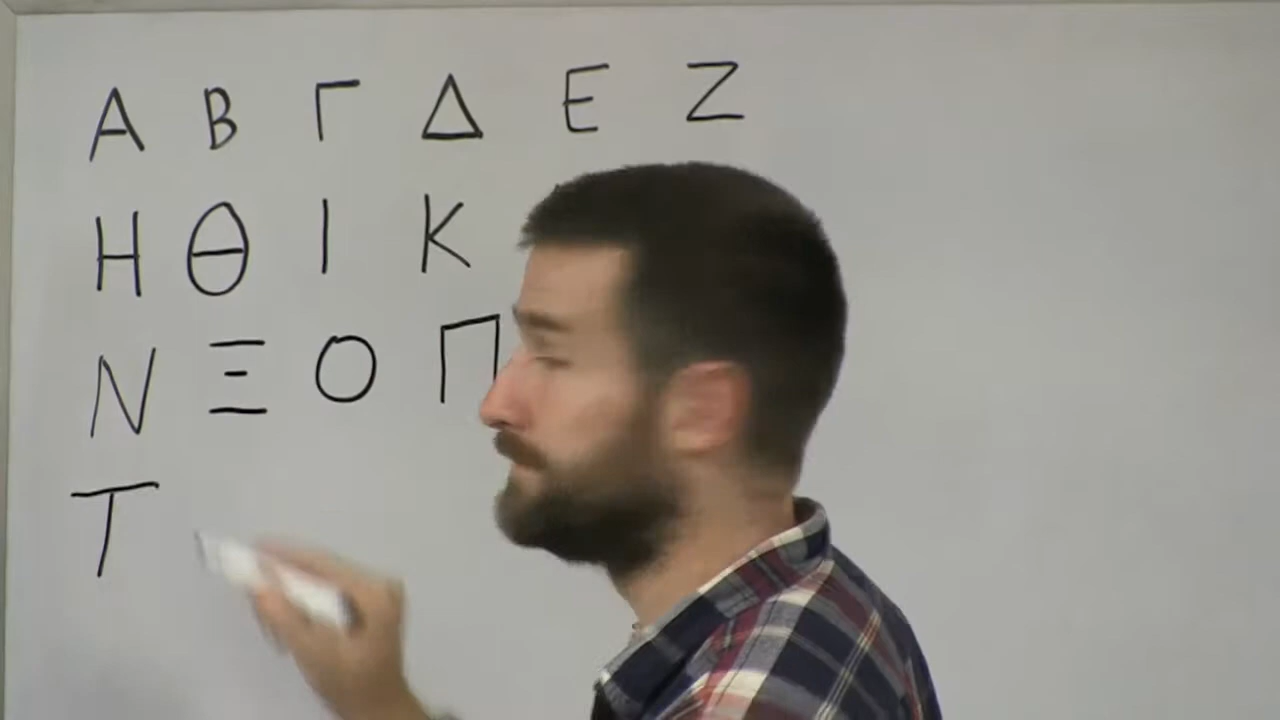 Α Β Γ Δ Ε Ζ
Η Θ Ι Κ
Ν Ξ Ο Π
Τ